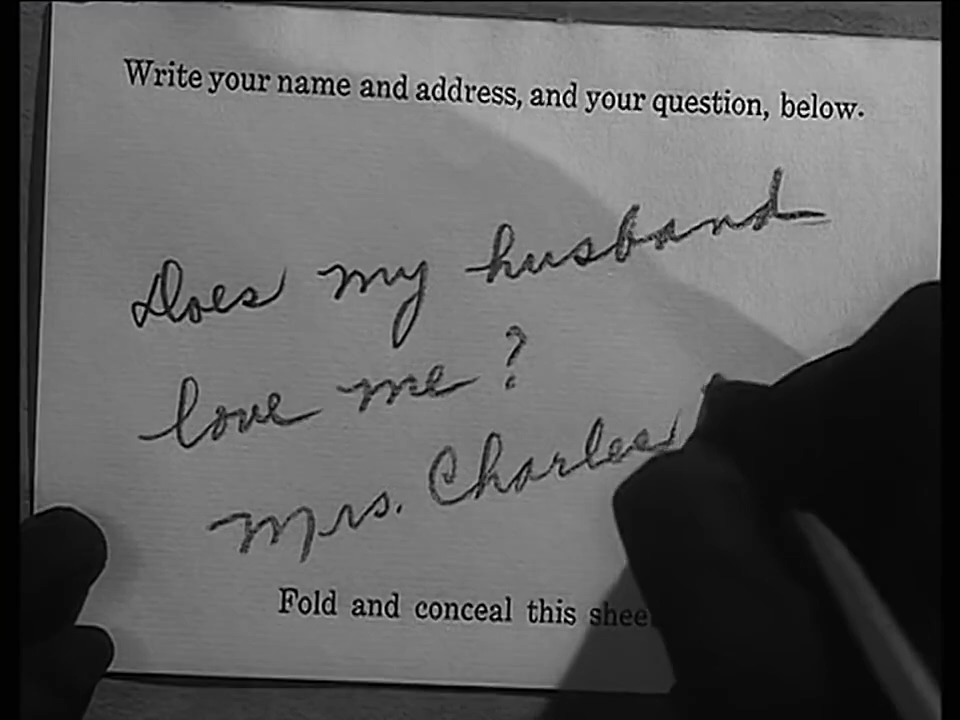 Write your name and address, and your question, below.
Does my husband
love me?
Mrs. Charles
Fold and conceal this